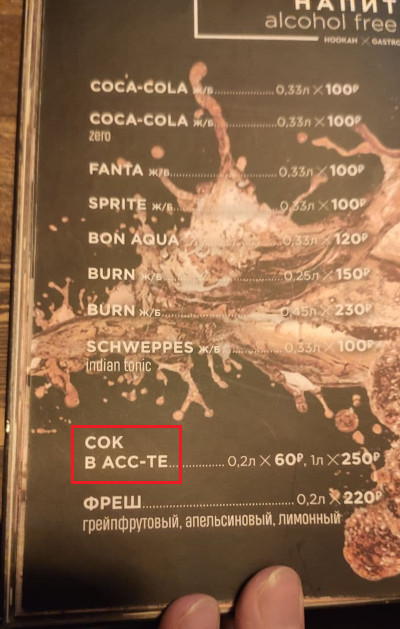 НАПИТ
alcohol free
HOOKAH X GASTRO
COCA-COLA Ж/Б 0,33л X 100₽
COCA-COLA Ж/Б 0,33л X 100₽
zero
FANTA Ж/Б 0,33л X 100₽
SPRITE Ж/Б 0,33л X 100₽
BON AQUA 0,33л X 120₽
BURN Ж/Б 0,25л X 150₽
BURN Ж/Б 0,45л X 230₽
SCHWEPPES Ж/Б 0,33л X 100₽
indian tonic
СОК
В АСС-ТЕ 0,2л X 60₽, 1л X 250₽
ФРЕШ 0,2л X 220₽
грейпфрутовый, апельсиновый, лимонный